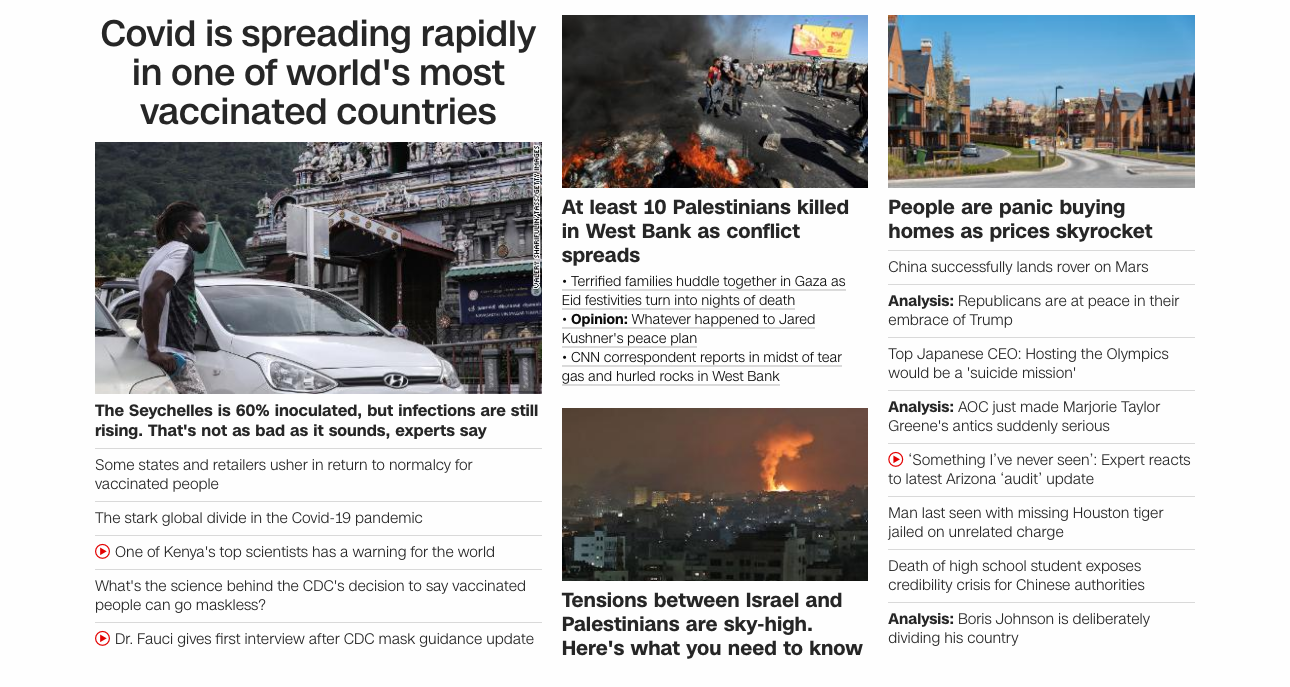 Covid is spreading rapidly
in one of world's most
vaccinated countries
VALERY SHARIFULIN/TASS/GETTY IMAGES
The Seychelles is 60% inoculated, but infections are still
rising. That's not as bad as it sounds, experts say
Some states and retailers usher in return to normalcy for
vaccinated people
The stark global divide in the Covid-19 pandemic
One of Kenya's top scientists has a warning for the world
What's the science behind the CDC's decision to say vaccinated
people can go maskless?
Dr. Fauci gives first interview after CDC mask guidance update
At least 10 Palestinians killed
in West Bank as conflict
spreads
• Terrified families huddle together in Gaza as
Eid festivities turn into nights of death
• Opinion: Whatever happened to Jared
Kushner's peace plan
• CNN correspondent reports in midst of tear
gas and hurled rocks in West Bank
Tensions between Israel and
Palestinians are sky-high.
Here's what you need to know
People are panic buying
homes as prices skyrocket
China successfully lands rover on Mars
Analysis: Republicans are at peace in their
embrace of Trump
Top Japanese CEO: Hosting the Olympics
would be a 'suicide mission'
Analysis: AOC just made Marjorie Taylor
Greene's antics suddenly serious
‘Something I’ve never seen’: Expert reacts
to latest Arizona ‘audit’ update
Man last seen with missing Houston tiger
jailed on unrelated charge
Death of high school student exposes
credibility crisis for Chinese authorities
Analysis: Boris Johnson is deliberately
dividing his country